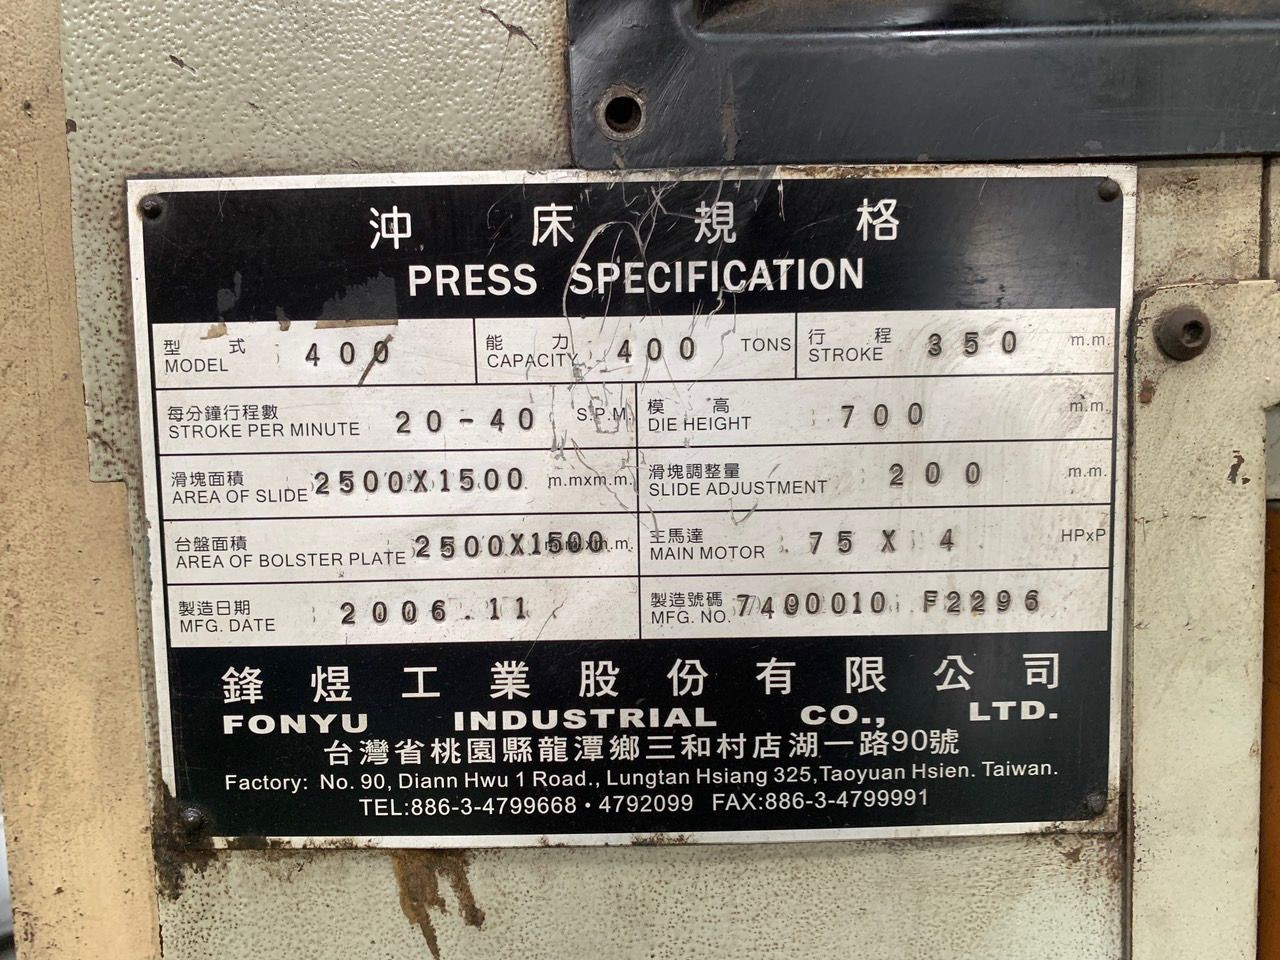 沖床規格
PRESS SPECIFICATION
型式 MODEL 400 能力 CAPACITY 400 TONS 行程 STROKE 350 m.m.
每分鐘行程數 STROKE PER MINUTE 20-40 S.P.M. 模高 DIE HEIGHT 700 m.m.
滑塊面積 AREA OF SLIDE 2500X1500 m.mxm.m. 滑塊調整量 SLIDE ADJUSTMENT 200 m.m.
台盤面積 AREA OF BOLSTER PLATE 2500X1500 m.mxm.m. 主馬達 MAIN MOTOR 75 X 4 HPxP
製造日期 MFG. DATE 2006.11 製造號碼 MFG. NO. 7400010 F2296
鋒煜工業股份有限公司
FONYU INDUSTRIAL CO., LTD.
台灣省桃園縣龍潭鄉三和村店湖一路90號
Factory: No. 90, Diann Hwu 1 Road., Lungtan Hsiang 325,Taoyuan Hsien. Taiwan.
TEL:886-3-4799668・4792099 FAX:886-3-4799991